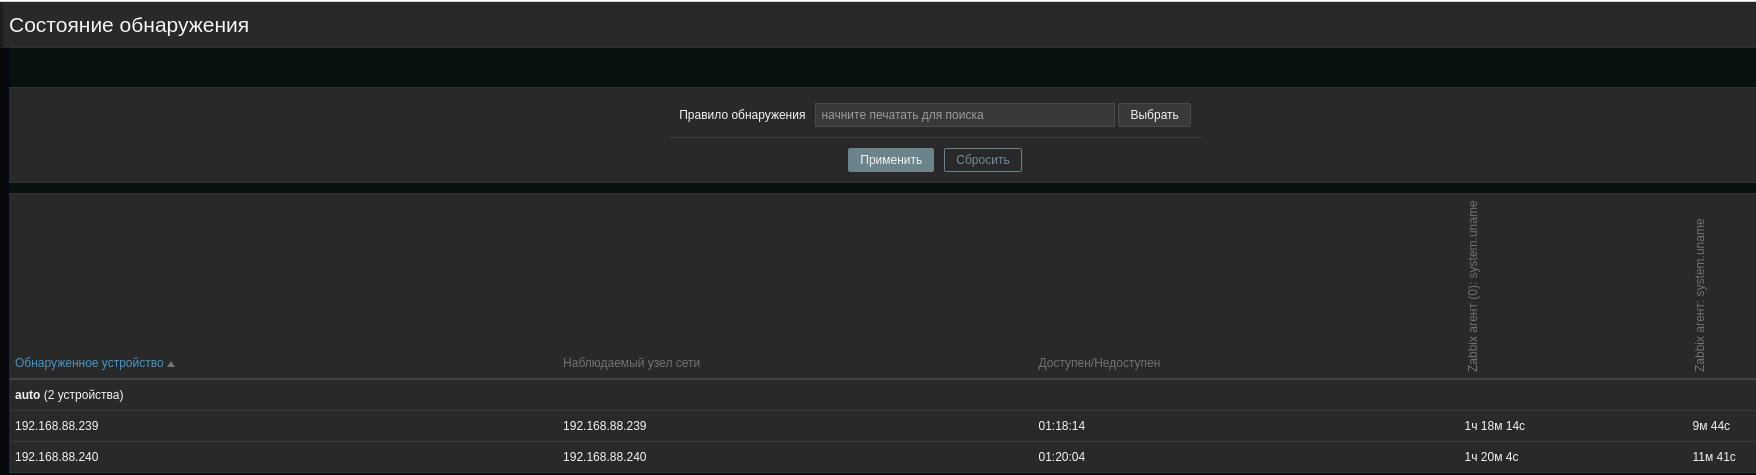 Состояние обнаружения
Правило обнаружения начните печатать для поиска Выбрать
Применить Сбросить
Обнаруженное устройство Наблюдаемый узел сети Доступен/Недоступен Zabbix агент (0): system.uname Zabbix агент: system.uname
auto (2 устройства)
192.168.88.239 192.168.88.239 01:18:14 1ч 18м 14с 9м 44с
192.168.88.240 192.168.88.240 01:20:04 1ч 20м 4с 11м 41с